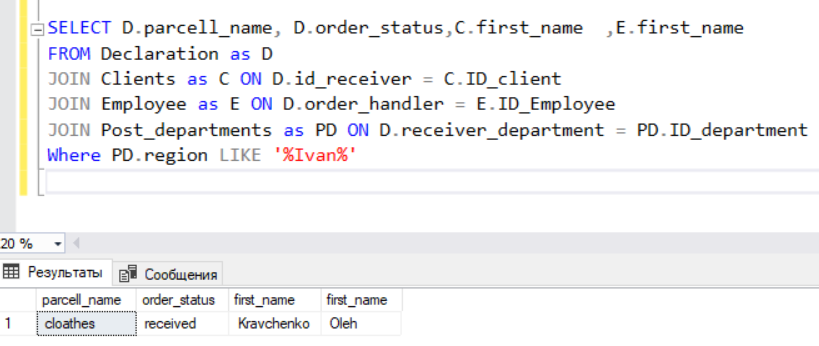 SELECT D.parcell_name, D.order_status,C.first_name  ,E.first_name
FROM Declaration as D
JOIN Clients as C ON D.id_receiver = C.ID_client
JOIN Employee as E ON D.order_handler = E.ID_Employee
JOIN Post_departments as PD ON D.receiver_department = PD.ID_department
Where PD.region LIKE '%Ivan%'
20 %
Результаты Сообщения
parcell_name order_status first_name first_name
1 cloathes received Kravchenko Oleh